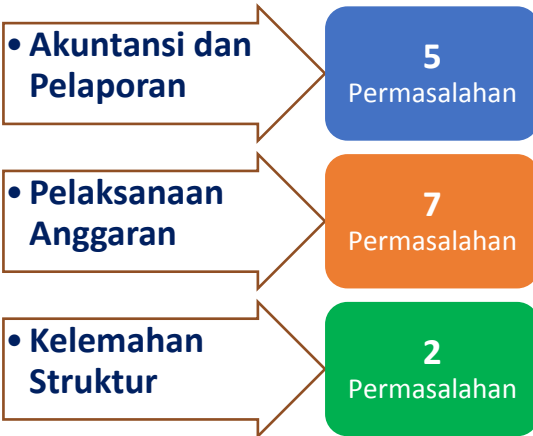 • Akuntansi dan
Pelaporan
5
Permasalahan
• Pelaksanaan
Anggaran
7
Permasalahan
• Kelemahan
Struktur
2
Permasalahan